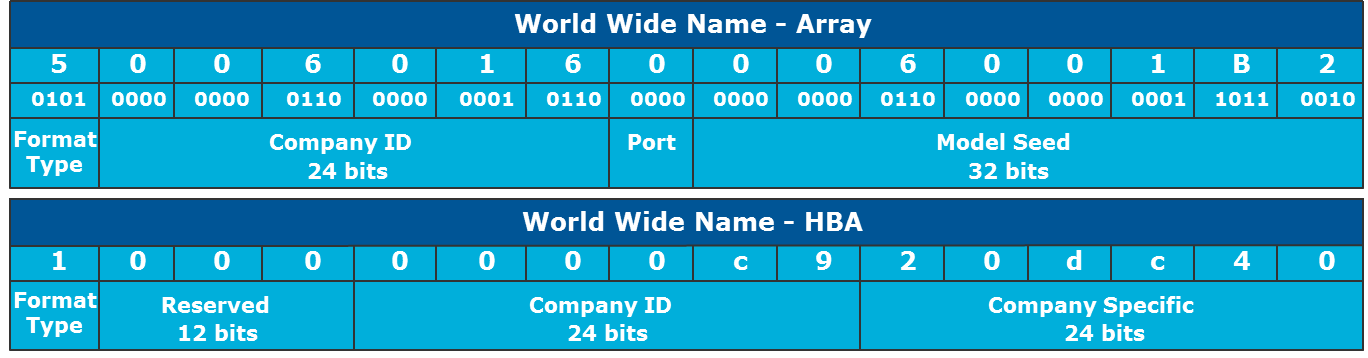 World Wide Name - Array
5 0 0 6 0 1 6 0 0 0 6 0 0 1 B 2
0101 0000 0000 0110 0000 0001 0110 0000 0000 0000 0110 0000 0000 0001 1011 0010
Format Type Company ID 24 bits Port Model Seed 32 bits
World Wide Name - HBA
1 0 0 0 0 0 0 0 c 9 2 0 d c 4 0
Format Type Reserved 12 bits Company ID 24 bits Company Specific 24 bits